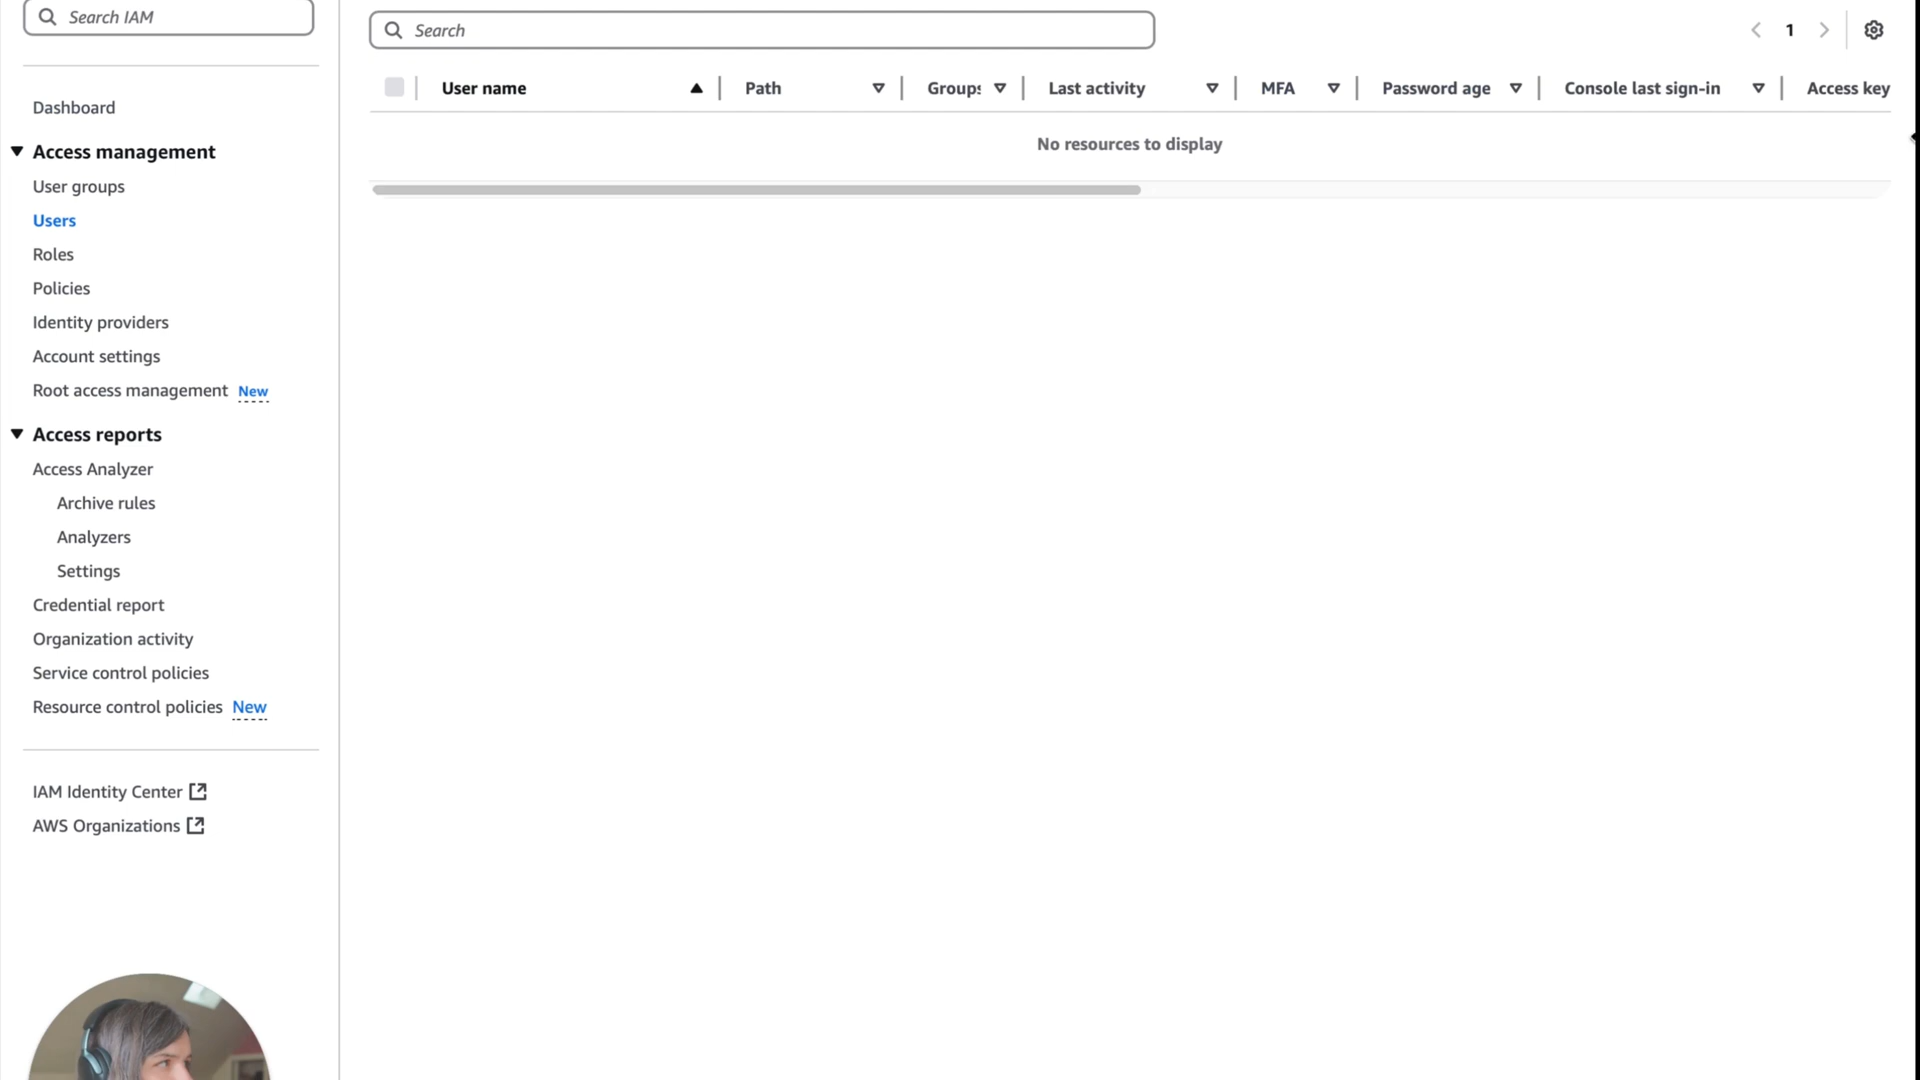 Search IAM
Dashboard
Access management
User groups
Users
Roles
Policies
Identity providers
Account settings
Root access management New
Access reports
Access Analyzer
Archive rules
Analyzers
Settings
Credential report
Organization activity
Service control policies
Resource control policies New
IAM Identity Center
AWS Organizations
Search
1
User name Path Groups Last activity MFA Password age Console last sign-in Access key
No resources to display